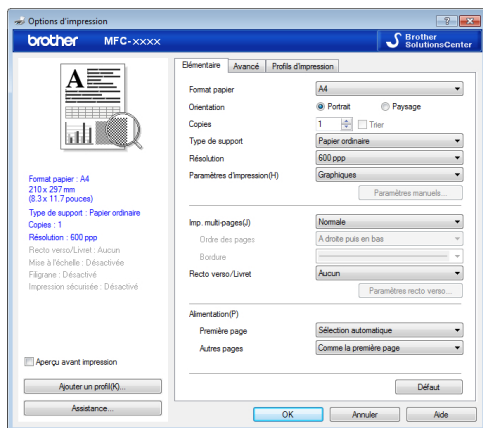 Options d'impression
brother MFC-xxxx
Brother
SolutionsCenter
Elémentaire Avancé Profils d'impression
A
Format papier A4
Orientation Portrait Paysage
Copies 1 Trier
Type de support Papier ordinaire
Résolution 600 ppp
Paramètres d'impression(H) Graphiques
Paramètres manuels...
Imp. multi-pages(J) Normale
Ordre des pages A droite puis en bas
Bordure
Recto verso/Livret Aucun
Paramètres recto verso...
Alimentation(P)
Première page Sélection automatique
Autres pages Comme la première page
Défaut
Format papier : A4
210 x 297 mm
(8.3 x 11.7 pouces)
Type de support : Papier ordinaire
Copies : 1
Résolution : 600 ppp
Recto verso/Livret : Aucun
Mise à l'échelle : Désactivée
Filigrane : Désactivé
Impression sécurisée : Désactivé
Aperçu avant impression
Ajouter un profil(K)...
Assistance...
OK Annuler Aide